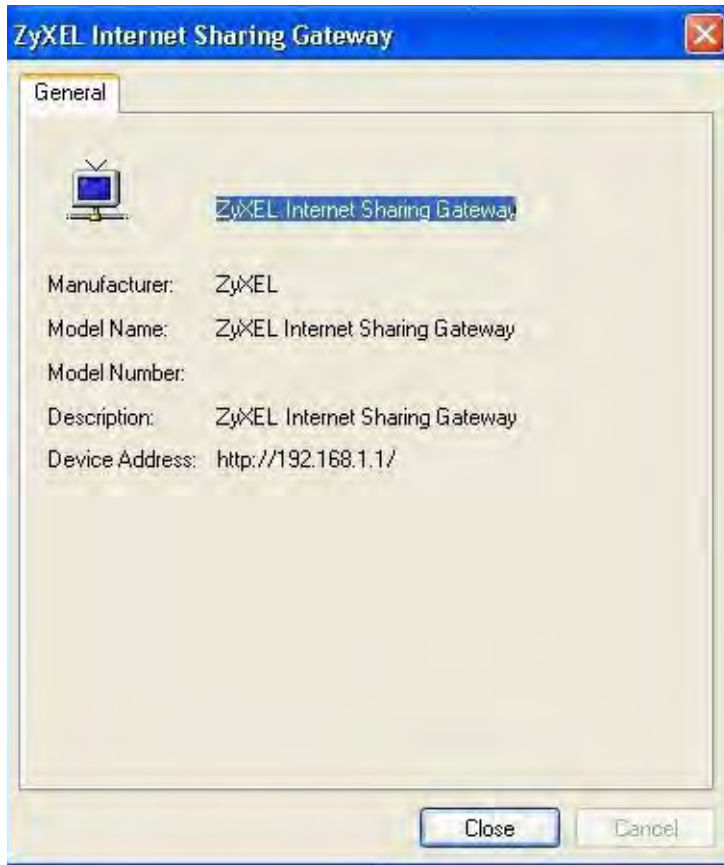 ZyXEL Internet Sharing Gateway
General
ZyXEL Internet Sharing Gateway
Manufacturer: ZyXEL
Model Name: ZyXEL Internet Sharing Gateway
Model Number:
Description: ZyXEL Internet Sharing Gateway
Device Address: http://192.168.1.1/
Close Cancel